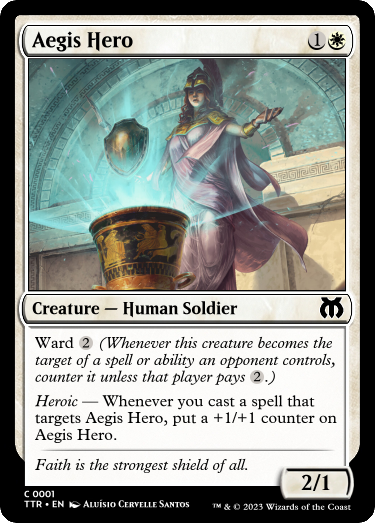 Aegis Hero 1
Creature — Human Soldier
Ward 2 (Whenever this creature becomes the
target of a spell or ability an opponent controls,
counter it unless that player pays 2.)
Heroic — Whenever you cast a spell that
targets Aegis Hero, put a +1/+1 counter on
Aegis Hero.
Faith is the strongest shield of all.
2/1
C 0001
TTR • EN Aluísio Cervelle Santos
™ & © 2023 Wizards of the Coast